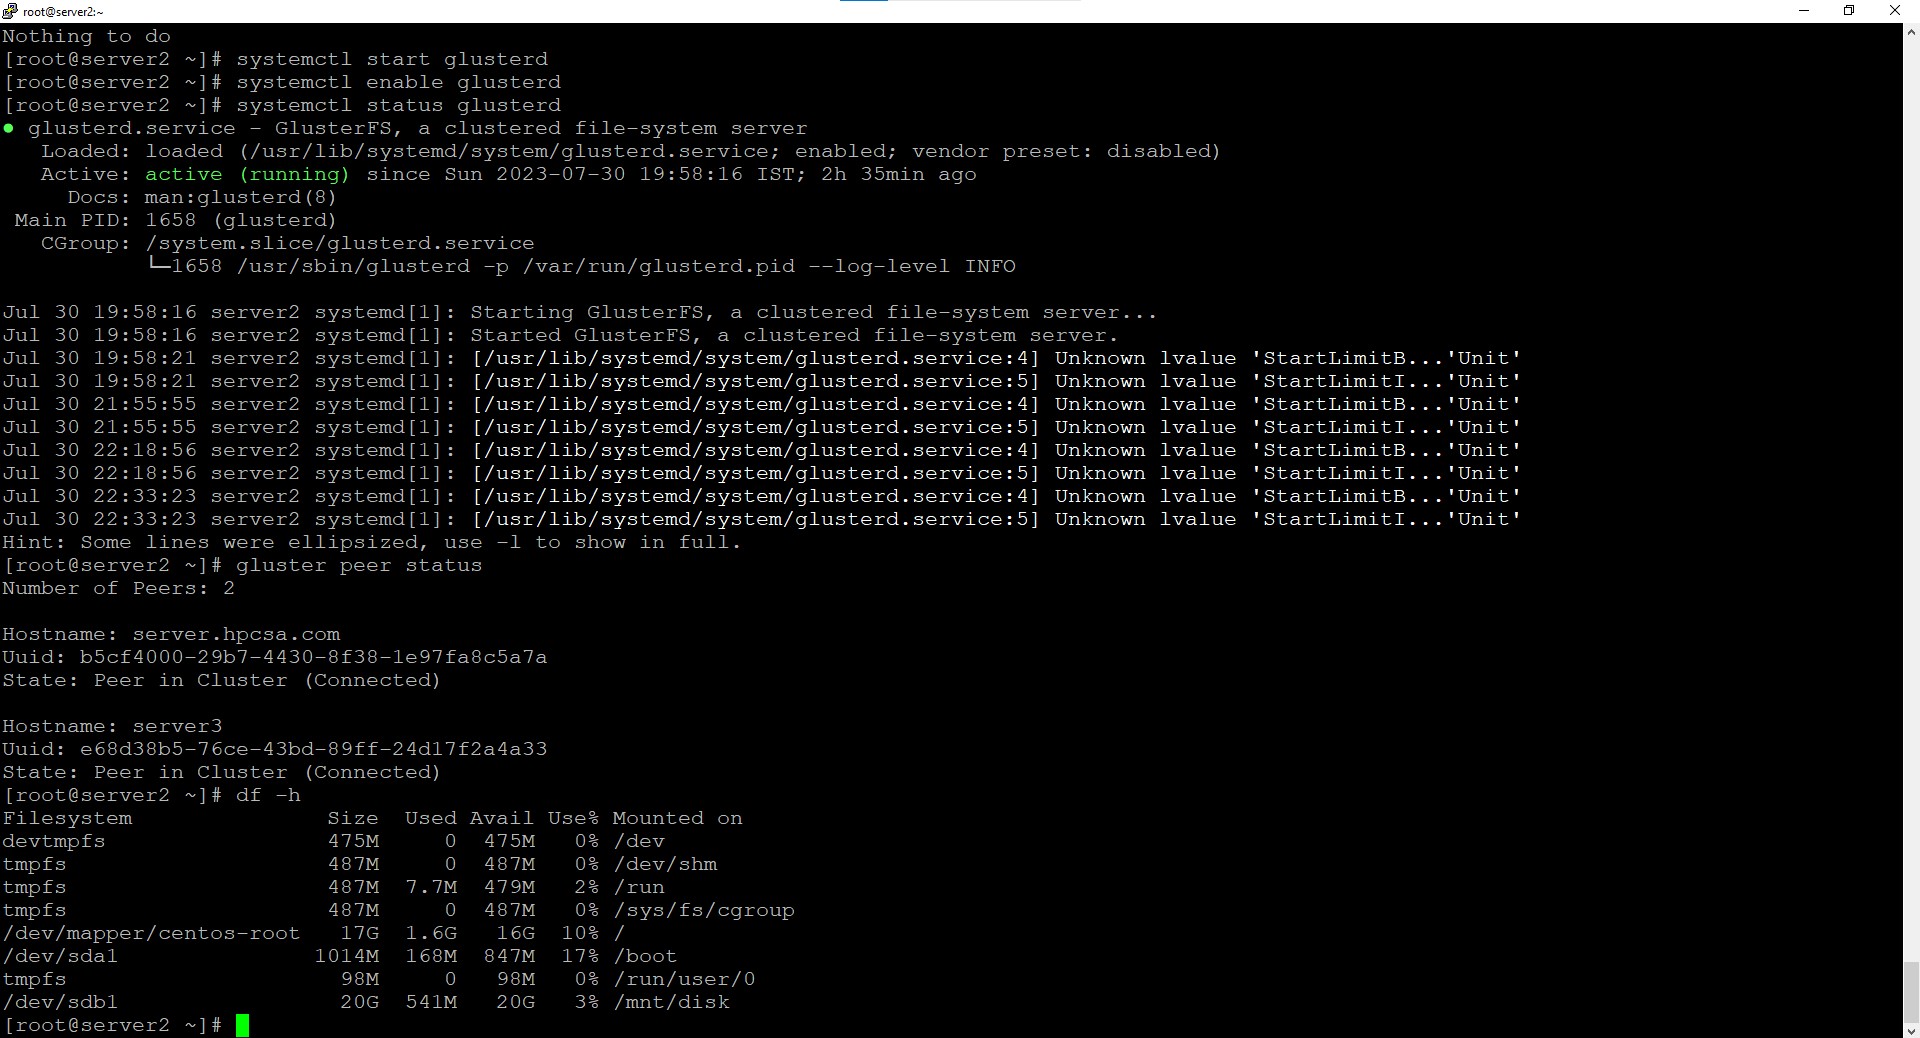 root@server2:~
Nothing to do
[root@server2 ~]# systemctl start glusterd
[root@server2 ~]# systemctl enable glusterd
[root@server2 ~]# systemctl status glusterd
● glusterd.service - GlusterFS, a clustered file-system server
   Loaded: loaded (/usr/lib/systemd/system/glusterd.service; enabled; vendor preset: disabled)
   Active: active (running) since Sun 2023-07-30 19:58:16 IST; 2h 35min ago
     Docs: man:glusterd(8)
 Main PID: 1658 (glusterd)
   CGroup: /system.slice/glusterd.service
           └─1658 /usr/sbin/glusterd -p /var/run/glusterd.pid --log-level INFO

Jul 30 19:58:16 server2 systemd[1]: Starting GlusterFS, a clustered file-system server...
Jul 30 19:58:16 server2 systemd[1]: Started GlusterFS, a clustered file-system server.
Jul 30 19:58:21 server2 systemd[1]: [/usr/lib/systemd/system/glusterd.service:4] Unknown lvalue 'StartLimitB...'Unit'
Jul 30 19:58:21 server2 systemd[1]: [/usr/lib/systemd/system/glusterd.service:5] Unknown lvalue 'StartLimitI...'Unit'
Jul 30 21:55:55 server2 systemd[1]: [/usr/lib/systemd/system/glusterd.service:4] Unknown lvalue 'StartLimitB...'Unit'
Jul 30 21:55:55 server2 systemd[1]: [/usr/lib/systemd/system/glusterd.service:5] Unknown lvalue 'StartLimitI...'Unit'
Jul 30 22:18:56 server2 systemd[1]: [/usr/lib/systemd/system/glusterd.service:4] Unknown lvalue 'StartLimitB...'Unit'
Jul 30 22:18:56 server2 systemd[1]: [/usr/lib/systemd/system/glusterd.service:5] Unknown lvalue 'StartLimitI...'Unit'
Jul 30 22:33:23 server2 systemd[1]: [/usr/lib/systemd/system/glusterd.service:4] Unknown lvalue 'StartLimitB...'Unit'
Jul 30 22:33:23 server2 systemd[1]: [/usr/lib/systemd/system/glusterd.service:5] Unknown lvalue 'StartLimitI...'Unit'
Hint: Some lines were ellipsized, use -l to show in full.
[root@server2 ~]# gluster peer status
Number of Peers: 2

Hostname: server.hpcsa.com
Uuid: b5cf4000-29b7-4430-8f38-1e97fa8c5a7a
State: Peer in Cluster (Connected)

Hostname: server3
Uuid: e68d38b5-76ce-43bd-89ff-24d17f2a4a33
State: Peer in Cluster (Connected)
[root@server2 ~]# df -h
Filesystem               Size  Used Avail Use% Mounted on
devtmpfs                 475M     0  475M   0% /dev
tmpfs                    487M     0  487M   0% /dev/shm
tmpfs                    487M  7.7M  479M   2% /run
tmpfs                    487M     0  487M   0% /sys/fs/cgroup
/dev/mapper/centos-root   17G  1.6G   16G  10% /
/dev/sda1               1014M  168M  847M  17% /boot
tmpfs                     98M     0   98M   0% /run/user/0
/dev/sdb1                 20G  541M   20G   3% /mnt/disk
[root@server2 ~]#